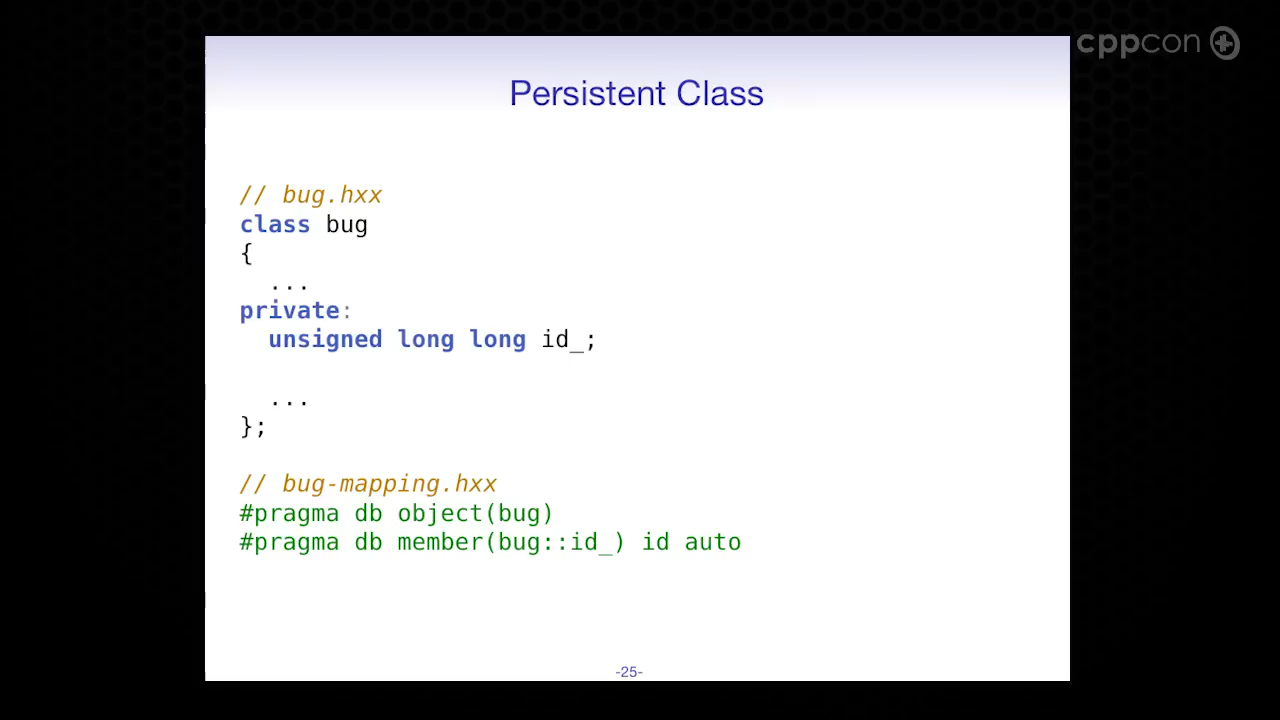 cppcon
Persistent Class
// bug.hxx
class bug
{
...
private:
unsigned long long id_;
...
};
// bug-mapping.hxx
#pragma db object(bug)
#pragma db member(bug::id_) id auto
-25-